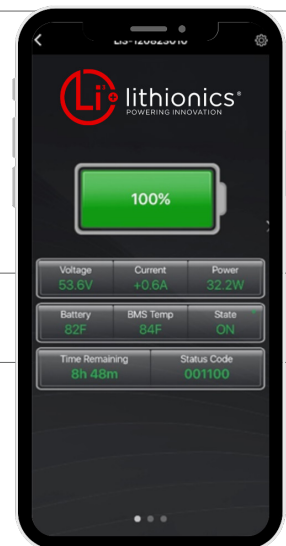 Li3+
lithionics®
POWERING INNOVATION
100%
Voltage Current Power
53.6V +0.6A 32.2W
Battery BMS Temp State
82F 84F ON
Time Remaining Status Code
8h 48m 001100